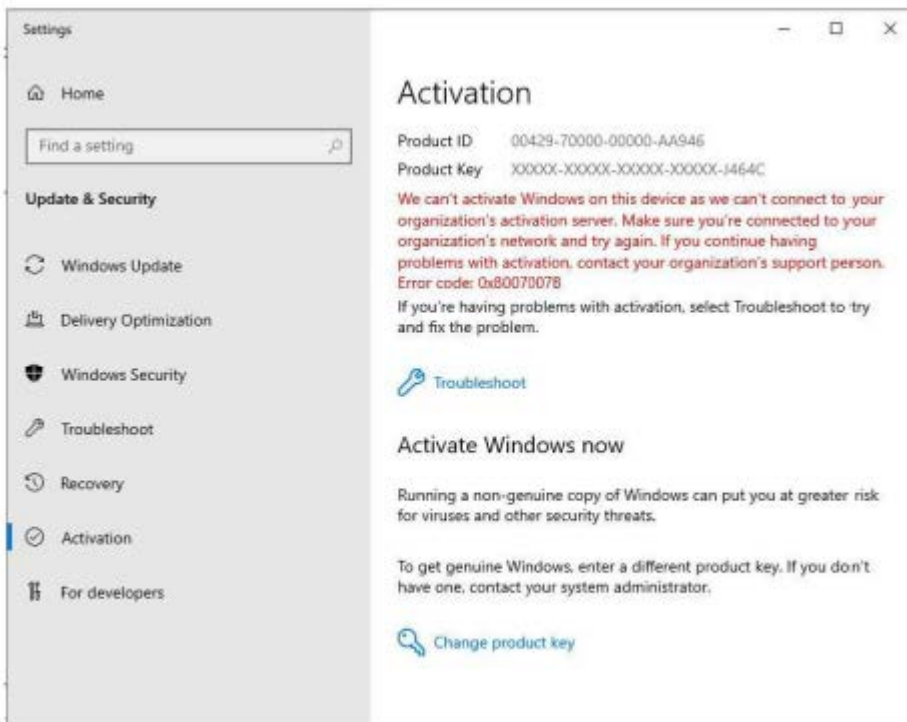 Settings
Home
Find a setting
Update & Security
Windows Update
Delivery Optimization
Windows Security
Troubleshoot
Recovery
Activation
For developers
Activation
Product ID 00429-70000-00000-AA946
Product Key XXXXX-XXXXX-XXXXX-XXXXX-J464C
We can't activate Windows on this device as we can't connect to your
organization's activation server. Make sure you're connected to your
organization's network and try again. If you continue having
problems with activation, contact your organization's support person.
Error code: 0x80070078
If you're having problems with activation, select Troubleshoot to try
and fix the problem.
Troubleshoot
Activate Windows now
Running a non-genuine copy of Windows can put you at greater risk
for viruses and other security threats.
To get genuine Windows, enter a different product key. If you don't
have one, contact your system administrator.
Change product key